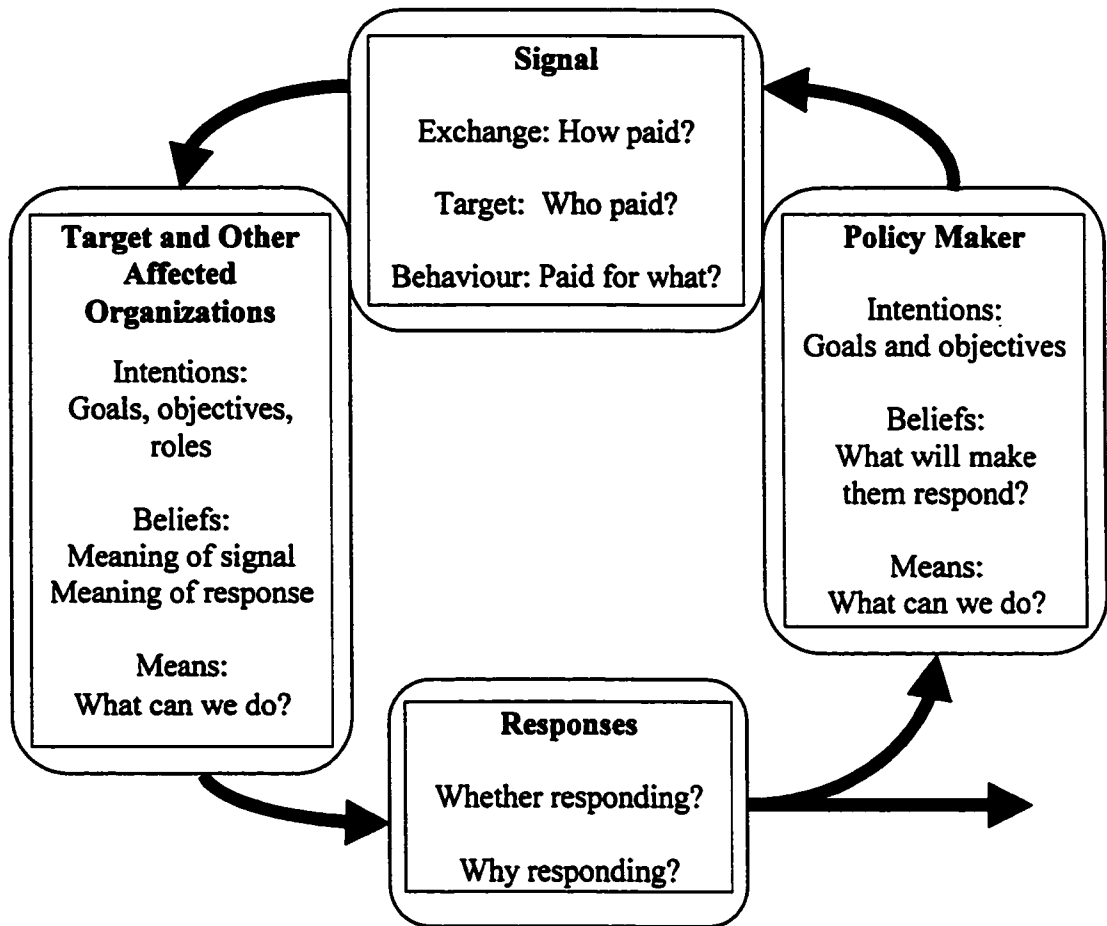 Signal
Exchange: How paid?
Target: Who paid?
Behaviour: Paid for what?
Target and Other
Affected
Organizations
Intentions:
Goals, objectives,
roles
Beliefs:
Meaning of signal
Meaning of response
Means:
What can we do?
Policy Maker
Intentions:
Goals and objectives
Beliefs:
What will make
them respond?
Means:
What can we do?
Responses
Whether responding?
Why responding?